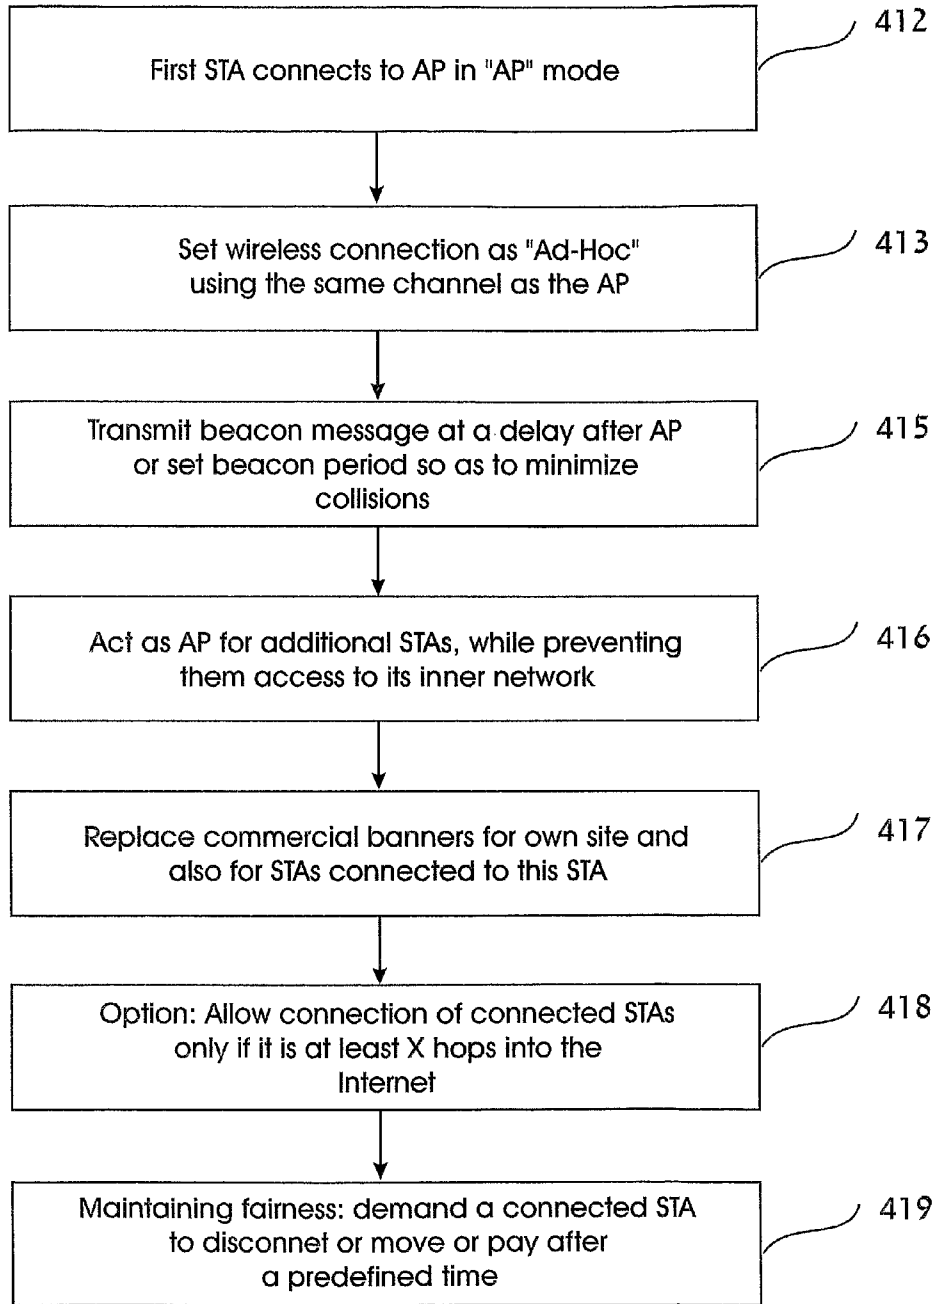 412
First STA connects to AP in "AP" mode
413
Set wireless connection as "Ad-Hoc"
using the same channel as the AP
415
Transmit beacon message at a delay after AP
or set beacon period so as to minimize
collisions
416
Act as AP for additional STAs, while preventing
them access to its inner network
417
Replace commercial banners for own site and
also for STAs connected to this STA
418
Option: Allow connection of connected STAs
only if it is at least X hops into the
Internet
419
Maintaining fairness: demand a connected STA
to disconnet or move or pay after
a predefined time